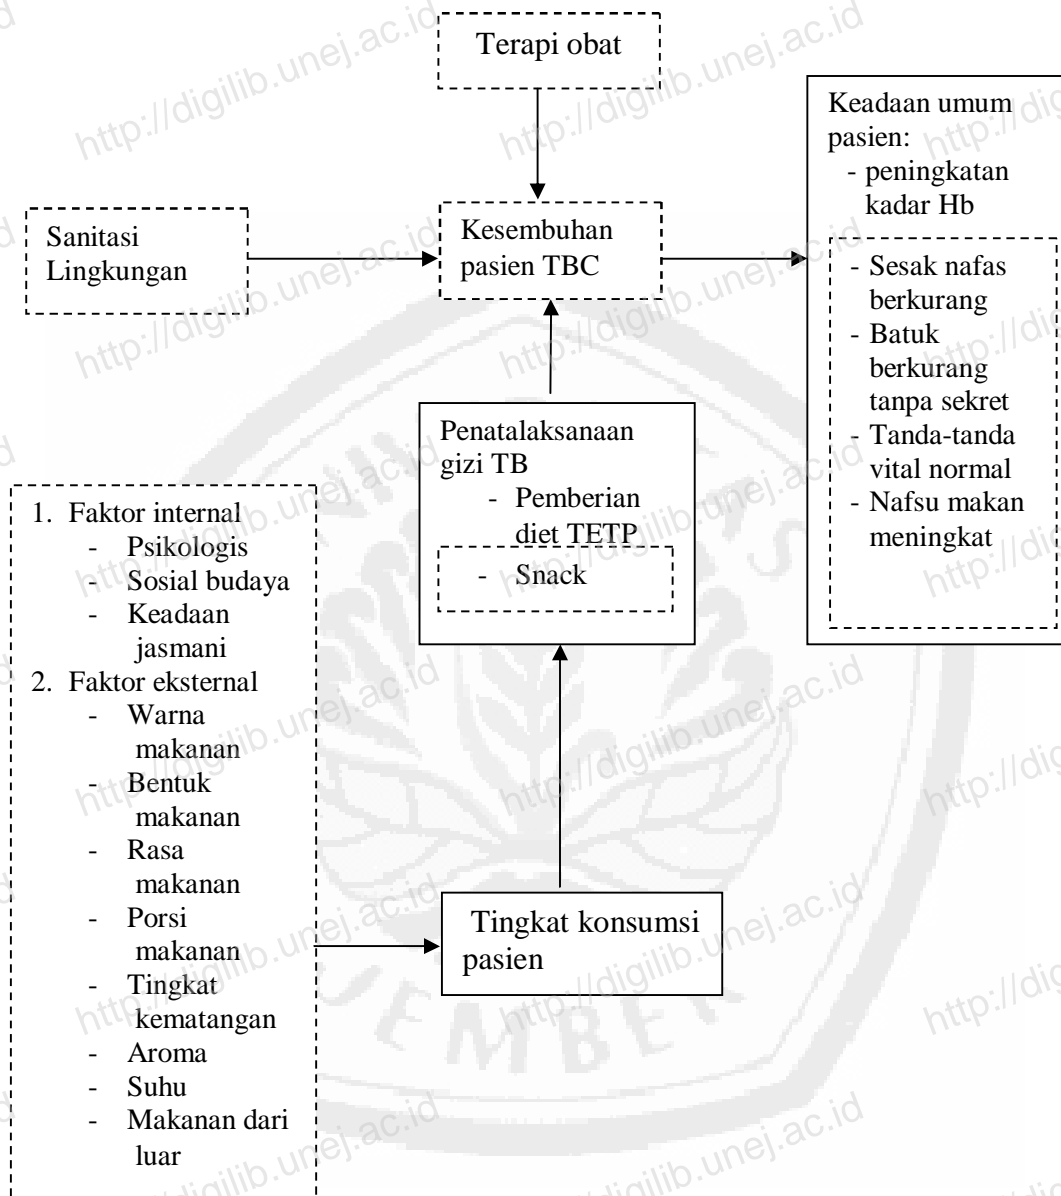 Terapi obat
Keadaan umum
pasien:
- peningkatan
kadar Hb
- Sesak nafas
berkurang
- Batuk
berkurang
tanpa sekret
- Tanda-tanda
vital normal
- Nafsu makan
meningkat
Sanitasi
Lingkungan
Kesembuhan
pasien TBC
Penatalaksanaan
gizi TB
- Pemberian
diet TETP
- Snack
1. Faktor internal
- Psikologis
- Sosial budaya
- Keadaan
jasmani
2. Faktor eksternal
- Warna
makanan
- Bentuk
makanan
- Rasa
makanan
- Porsi
makanan
- Tingkat
kematangan
- Aroma
- Suhu
- Makanan dari
luar
Tingkat konsumsi
pasien
http://digilib.unej.ac.id
JEMBER